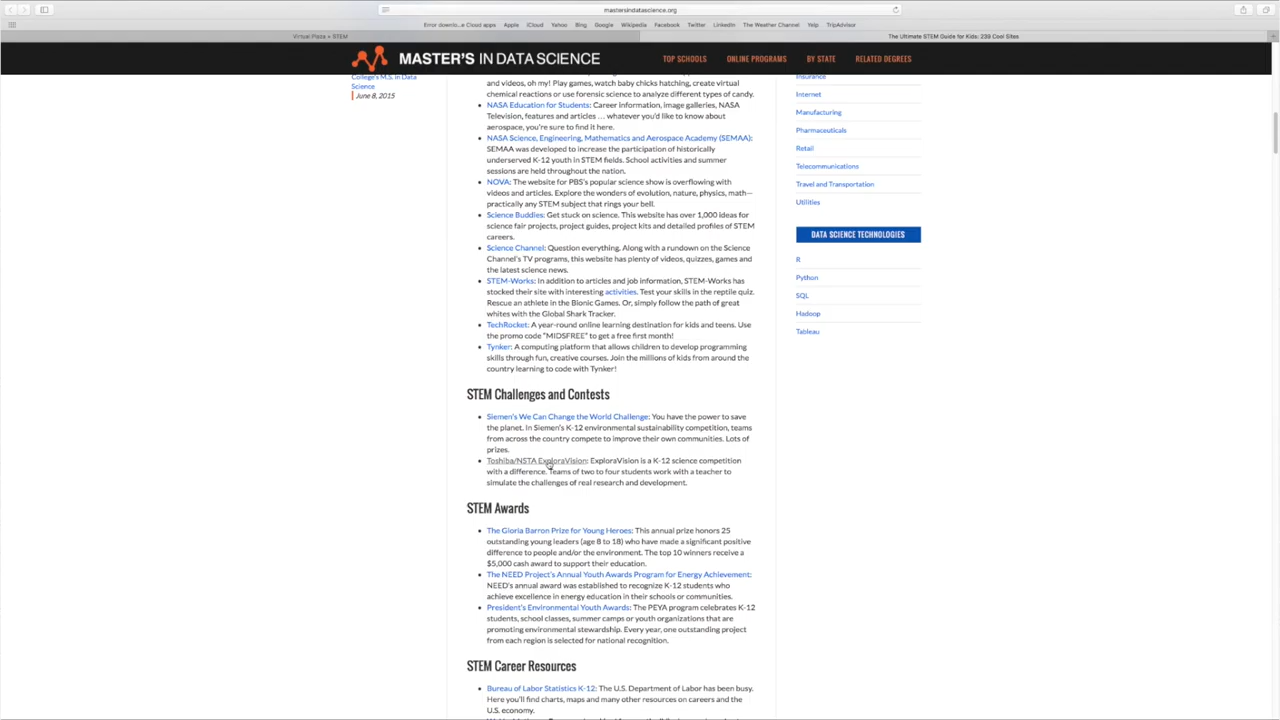 mastersindatascience.org
Apple iCloud Yahoo Bing Google Wikipedia Facebook Twitter LinkedIn The Weather Channel Yelp TripAdvisor
Virtual Plaza » STEM
The Ultimate STEM Guide for Kids: 239 Cool Sites
MASTER'S IN DATA SCIENCE
TOP SCHOOLS ONLINE PROGRAMS BY STATE RELATED DEGREES
College's M.S. in Data
Science
June 8, 2015
and videos, oh my! Play games, watch baby chicks hatching, create virtual
chemical reactions or use forensic science to analyze different types of candy.
NASA Education for Students: Career information, image galleries, NASA
Television, features and articles … whatever you'd like to know about
aerospace, you're sure to find it here.
NASA Science, Engineering, Mathematics and Aerospace Academy (SEMAA):
SEMAA was developed to increase the participation of historically
underserved K-12 youth in STEM fields. School activities and summer
sessions are held throughout the nation.
NOVA: The website for PBS's popular science show is overflowing with
videos and articles. Explore the wonders of evolution, nature, physics, math—
practically any STEM subject that rings your bell.
Science Buddies: Get stuck on science. This website has over 1,000 ideas for
science fair projects, project guides, project kits and detailed profiles of STEM
careers.
Science Channel: Question everything. Along with a rundown on the Science
Channel's TV programs, this website has plenty of videos, quizzes, games and
the latest science news.
STEM-Works: In addition to articles and job information, STEM-Works has
stocked their site with interesting activities. Test your skills in the reptile quiz.
Rescue an athlete in the Bionic Games. Or, simply follow the path of great
whites with the Global Shark Tracker.
TechRocket: A year-round online learning destination for kids and teens. Use
the promo code "MIDSFREE" to get a free first month!
Tynker: A computing platform that allows children to develop programming
skills through fun, creative courses. Join the millions of kids from around the
country learning to code with Tynker!
STEM Challenges and Contests
Siemen's We Can Change the World Challenge: You have the power to save
the planet. In Siemen's K-12 environmental sustainability competition, teams
from across the country compete to improve their own communities. Lots of
prizes.
Toshiba/NSTA ExploraVision: ExploraVision is a K-12 science competition
with a difference. Teams of two to four students work with a teacher to
simulate the challenges of real research and development.
STEM Awards
The Gloria Barron Prize for Young Heroes: This annual prize honors 25
outstanding young leaders (age 8 to 18) who have made a significant positive
difference to people and/or the environment. The top 10 winners receive a
$5,000 cash award to support their education.
The NEED Project's Annual Youth Awards Program for Energy Achievement:
NEED's annual award was established to recognize K-12 students who
achieve excellence in energy education in their schools or communities.
President's Environmental Youth Awards: The PEYA program celebrates K-12
students, school classes, summer camps or youth organizations that are
promoting environmental stewardship. Every year, one outstanding project
from each region is selected for national recognition.
STEM Career Resources
Bureau of Labor Statistics K-12: The U.S. Department of Labor has been busy.
Here you'll find charts, maps and many other resources on careers and the
U.S. economy.
Insurance
Internet
Manufacturing
Pharmaceuticals
Retail
Telecommunications
Travel and Transportation
Utilities
DATA SCIENCE TECHNOLOGIES
R
Python
SQL
Hadoop
Tableau